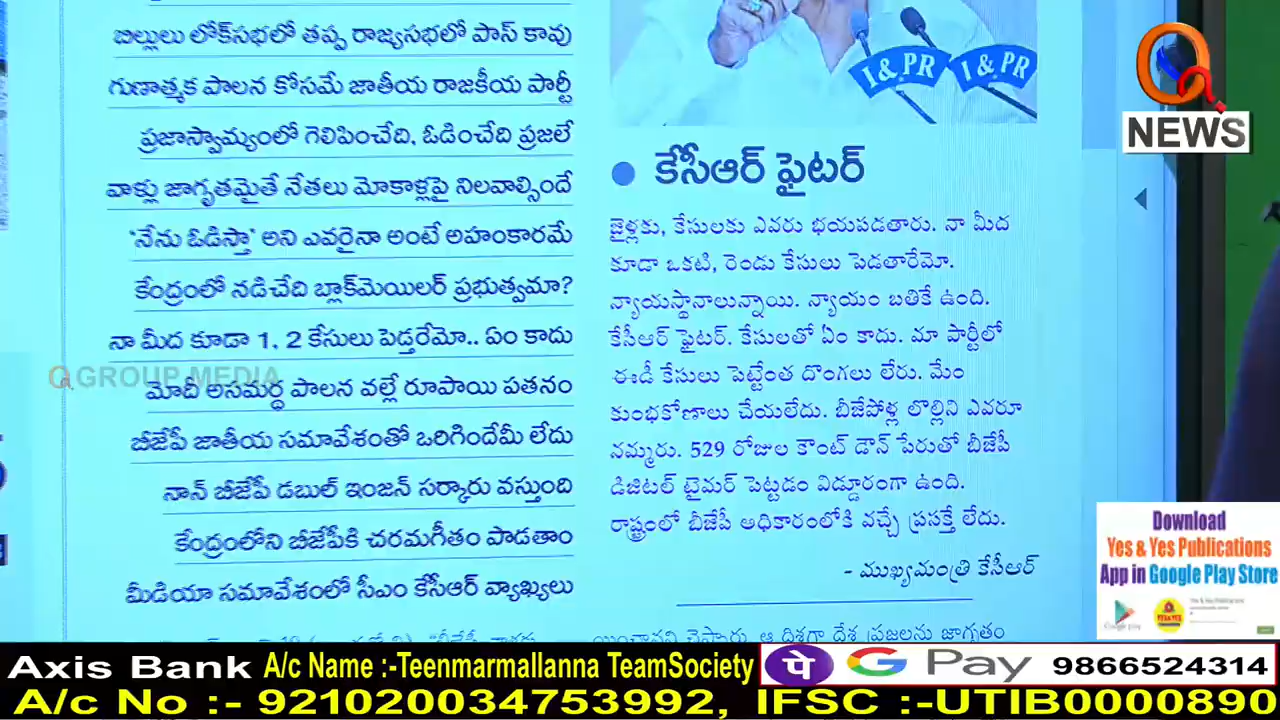 బిల్లులు లోక్‌సభలో తప్ప రాజ్యసభలో పాస్ కావు
గుణాత్మక పాలన కోసమే జాతీయ రాజకీయ పార్టీ
ప్రజాస్వామ్యంలో గెలిపించేది, ఓడించేది ప్రజలే
వాళ్లు జాగృతమైతే నేతలు మోకాళ్లపై నిలవాల్సిందే
'నేను ఓడిస్తా' అని ఎవరైనా అంటే అహంకారమే
కేంద్రంలో నడిచేది బ్లాక్‌మెయిలర్ ప్రభుత్వమా?
నా మీద కూడా 1, 2 కేసులు పెడ్తరేమో.. ఏం కాదు
మోదీ అసమర్ధ పాలన వల్లే రూపాయి పతనం
బీజేపీ జాతీయ సమావేశంతో ఒరిగిందేమీ లేదు
నాన్ బీజేపీ డబుల్ ఇంజన్ సర్కారు వస్తుంది
కేంద్రంలోని బీజేపీకి చరమగీతం పాడతాం
మీడియా సమావేశంలో సీఎం కేసీఆర్ వ్యాఖ్యలు
I & PR I & PR
• కేసీఆర్ ఫైటర్
జైళ్లకు, కేసులకు ఎవరు భయపడతారు. నా మీద
కూడా ఒకటి, రెండు కేసులు పెడతారేమో.
న్యాయస్థానాలున్నాయి. న్యాయం బతికే ఉంది.
కేసీఆర్ ఫైటర్. కేసులతో ఏం కాదు. మా పార్టీలో
ఈడీ కేసులు పెట్టేంత దొంగలు లేరు. మేం
కుంభకోణాలు చేయలేదు. బీజేపోళ్ల లొల్లిని ఎవరూ
నమ్మరు. 529 రోజుల కౌంట్ డౌన్ పేరుతో బీజేపీ
డిజిటల్ టైమర్ పెట్టడం విడ్డూరంగా ఉంది.
రాష్ట్రంలో బీజేపీ అధికారంలోకి వచ్చే ప్రసక్తే లేదు.
- ముఖ్యమంత్రి కేసీఆర్
యించానని చెప్పారు. ఆ దిశగా దేశ ప్రజలను జాగృతం
Q NEWS
Q GROUP MEDIA
Download
Yes & Yes Publications
App in Google Play Store
Axis Bank A/c Name :-Teenmarmallanna TeamSociety
G Pay 9866524314
A/c No :- 921020034753992, IFSC :-UTIB0000890